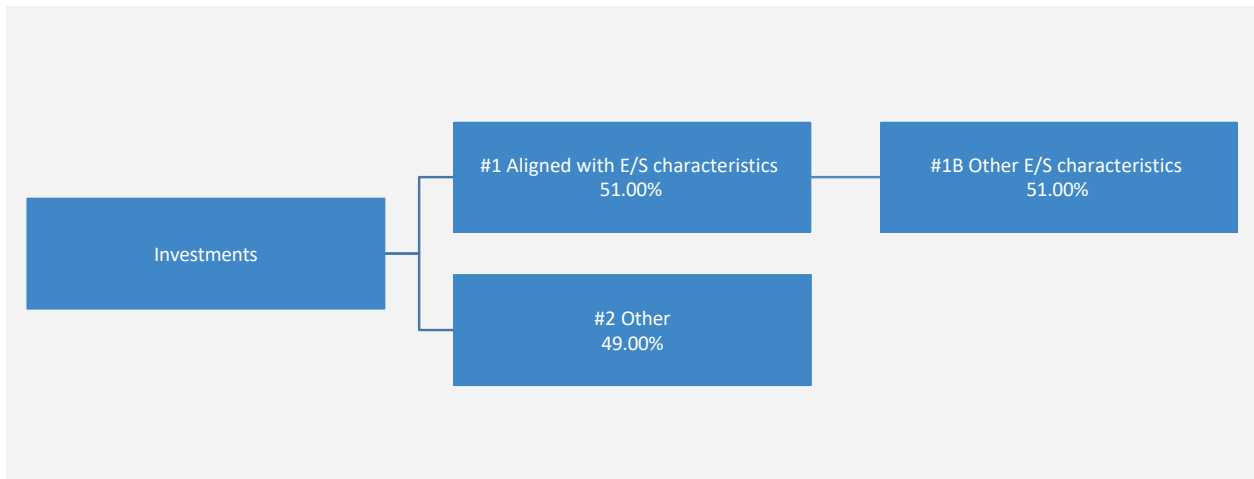 Investments
#1 Aligned with E/S characteristics
51.00%
#1B Other E/S characteristics
51.00%
#2 Other
49.00%